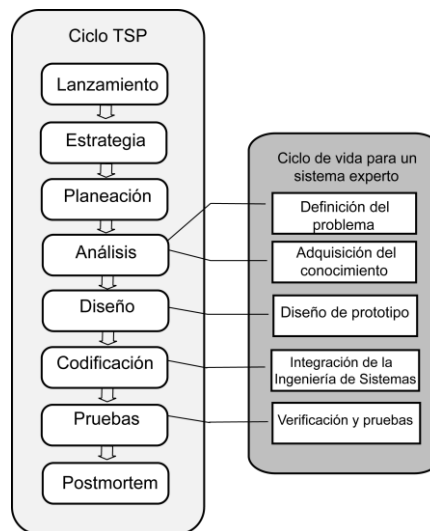 Ciclo TSP
Lanzamiento
Estrategia
Planeación
Análisis
Diseño
Codificación
Pruebas
Postmortem
Ciclo de vida para un
sistema experto
Definición del
problema
Adquisición del
conocimiento
Diseño de prototipo
Integración de la
Ingeniería de Sistemas
Verificación y pruebas